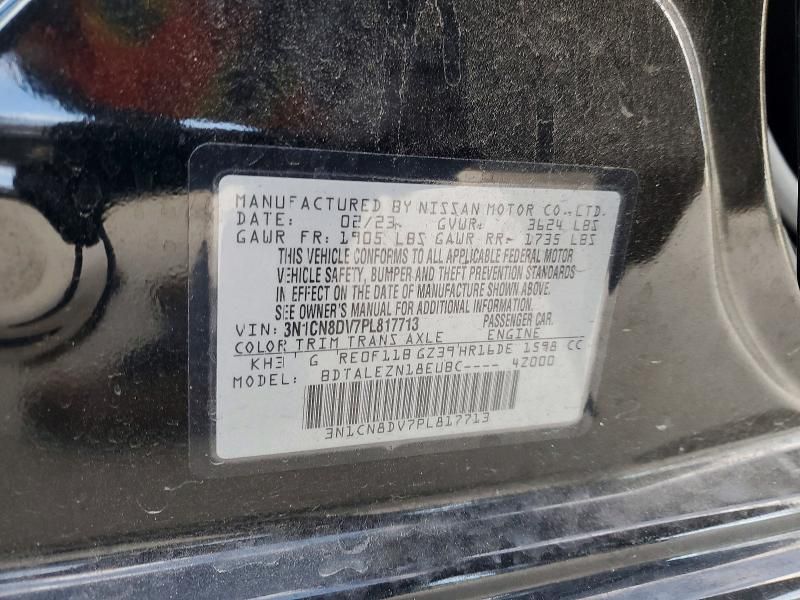 MANUFACTURED BY NISSAN MOTOR CO.,LTD.
DATE: 02/23 GVWR: 3624 LBS
GAWR FR: 1905 LBS GAWR RR: 1735 LBS
THIS VEHICLE CONFORMS TO ALL APPLICABLE FEDERAL MOTOR
VEHICLE SAFETY, BUMPER AND THEFT PREVENTION STANDARDS
IN EFFECT ON THE DATE OF MANUFACTURE SHOWN ABOVE.
SEE OWNER'S MANUAL FOR ADDITIONAL INFORMATION.
VIN: 3N1CN8DV7PL817713 PASSENGER CAR
COLOR TRIM TRANS AXLE ENGINE
KH3 G RE0F11B GZ39 HR16DE 1598 CC
MODEL: BDTALEZN18EUBC---- 42000
3N1CN8DV7PL817713